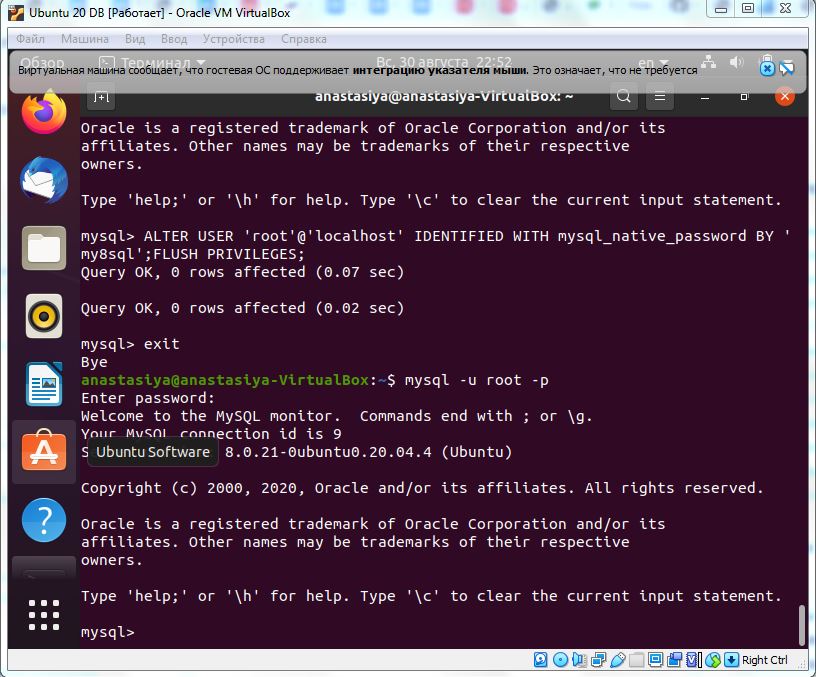 Ubuntu 20 DB [Работает] - Oracle VM VirtualBox
Файл Машина Вид Ввод Устройства Справка
Обзор Терминал Вс, 30 августа 22:52 en
Виртуальная машина сообщает, что гостевая ОС поддерживает интеграцию указателя мыши. Это означает, что не требуется
anastasiya@anastasiya-VirtualBox: ~
Oracle is a registered trademark of Oracle Corporation and/or its
affiliates. Other names may be trademarks of their respective
owners.
Type 'help;' or '\h' for help. Type '\c' to clear the current input statement.
mysql> ALTER USER 'root'@'localhost' IDENTIFIED WITH mysql_native_password BY '
my8sql';FLUSH PRIVILEGES;
Query OK, 0 rows affected (0.07 sec)
Query OK, 0 rows affected (0.02 sec)
mysql> exit
Bye
anastasiya@anastasiya-VirtualBox:~$ mysql -u root -p
Enter password:
Welcome to the MySQL monitor.  Commands end with ; or \g.
Your MySQL connection id is 9
Ubuntu Software
8.0.21-0ubuntu0.20.04.4 (Ubuntu)
Copyright (c) 2000, 2020, Oracle and/or its affiliates. All rights reserved.
Oracle is a registered trademark of Oracle Corporation and/or its
affiliates. Other names may be trademarks of their respective
owners.
Type 'help;' or '\h' for help. Type '\c' to clear the current input statement.
mysql>
Right Ctrl